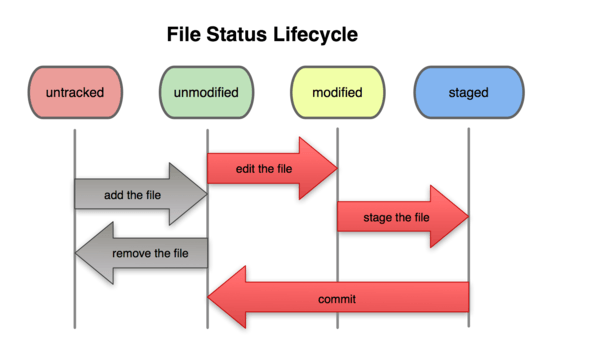 File Status Lifecycle
untracked
unmodified
modified
staged
edit the file
add the file
stage the file
remove the file
commit